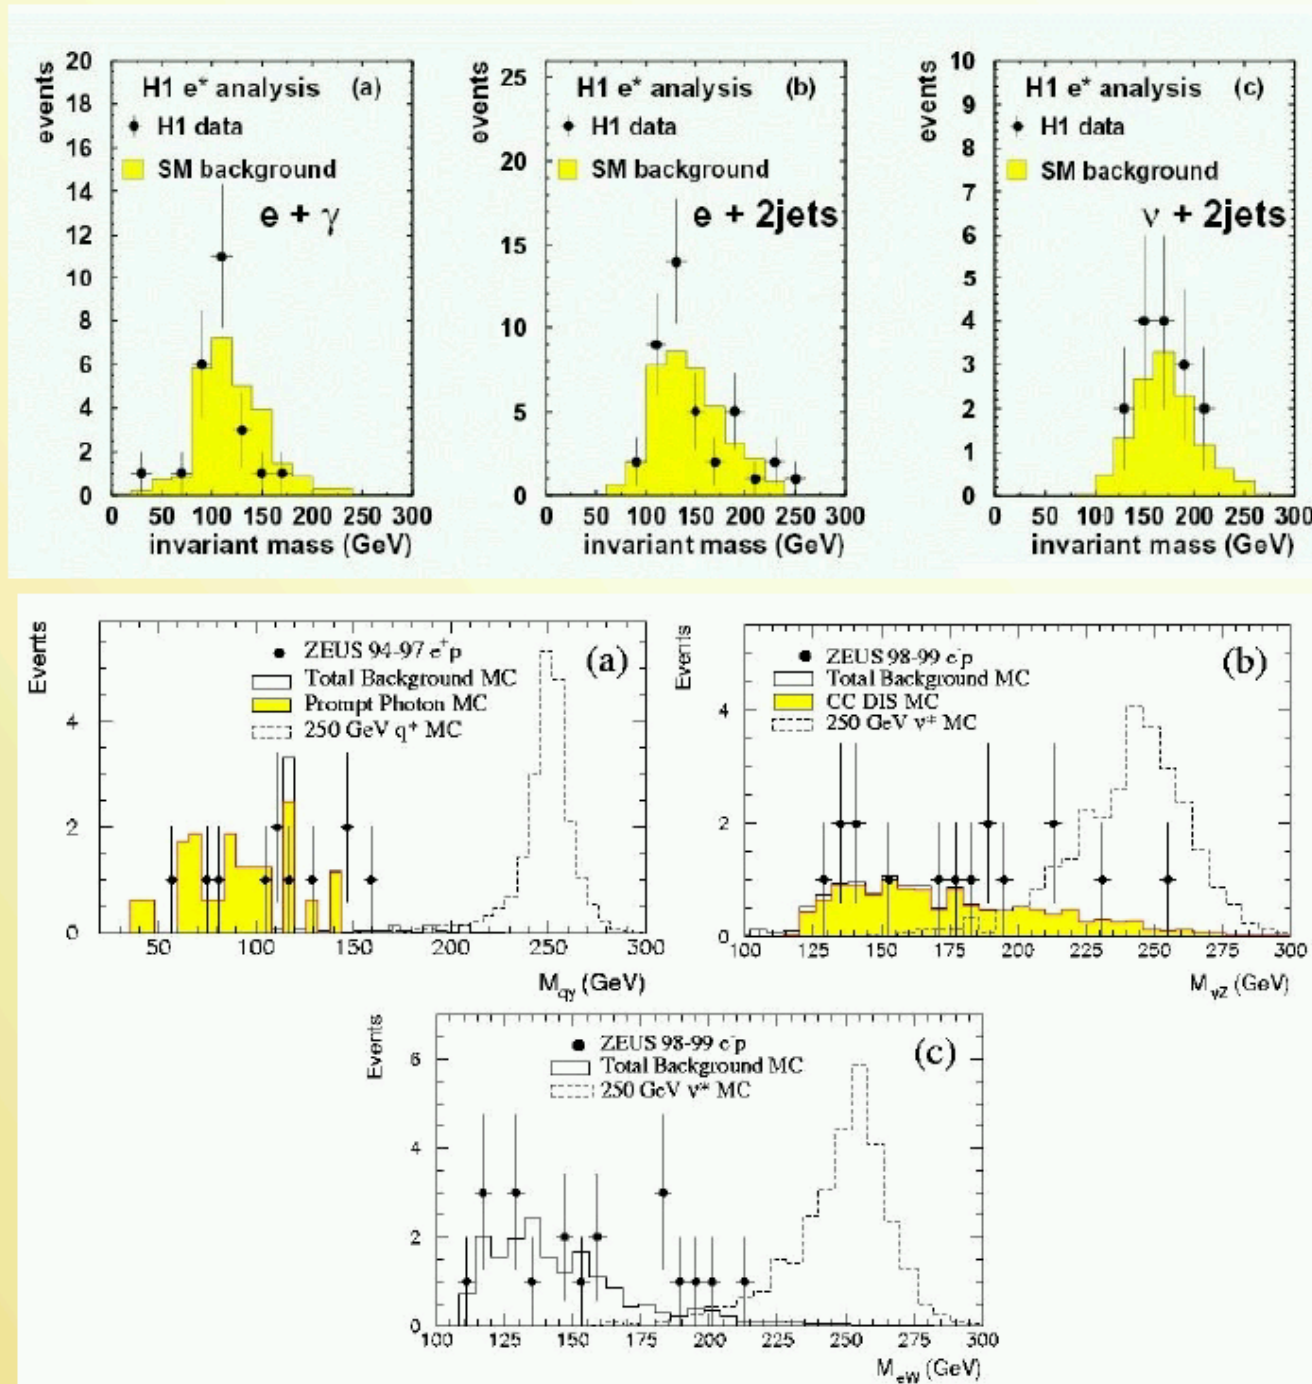 H1 e* analysis (a)
H1 data
SM background
e + γ
events
20
18
16
14
12
10
8
6
4
2
0
0 50 100 150 200 250 300
invariant mass (GeV)
H1 e* analysis (b)
H1 data
SM background
e + 2jets
events
25
20
15
10
5
0
0 50 100 150 200 250 300
invariant mass (GeV)
H1 e* analysis (c)
H1 data
SM background
ν + 2jets
events
10
9
8
7
6
5
4
3
2
1
0
0 50 100 150 200 250 300
invariant mass (GeV)
(a)
ZEUS 94-97 e⁺p
Total Background MC
Prompt Photon MC
250 GeV q* MC
Events
4
2
0
50 100 150 200 250 300
M_qγ (GeV)
(b)
ZEUS 98-99 e⁻p
Total Background MC
CC DIS MC
250 GeV ν* MC
Events
4
2
0
100 125 150 175 200 225 250 275 300
M_νZ (GeV)
(c)
ZEUS 98-99 e⁻p
Total Background MC
250 GeV ν* MC
Events
6
4
2
0
100 125 150 175 200 225 250 275 300
M_eW (GeV)